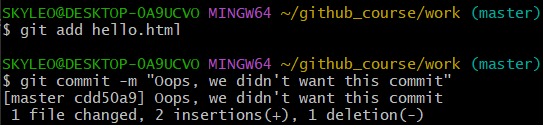 SKYLEO@DESKTOP-0A9UCVO MINGW64 ~/github_course/work (master)
$ git add hello.html
SKYLEO@DESKTOP-0A9UCVO MINGW64 ~/github_course/work (master)
$ git commit -m "Oops, we didn't want this commit"
[master cdd50a9] Oops, we didn't want this commit
 1 file changed, 2 insertions(+), 1 deletion(-)